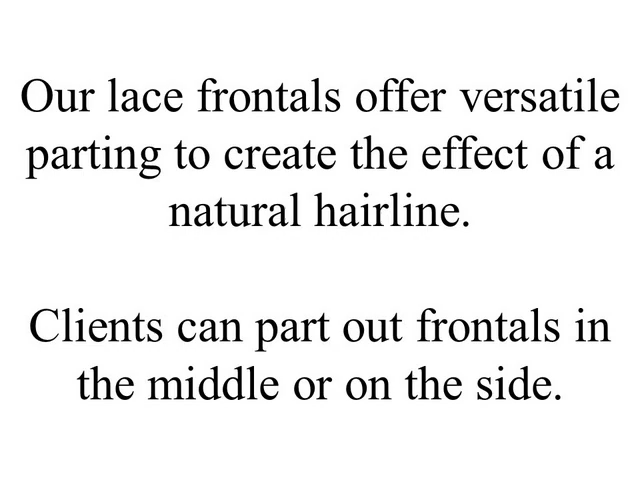 Our lace frontals offer versatile
parting to create the effect of a
natural hairline.
Clients can part out frontals in
the middle or on the side.